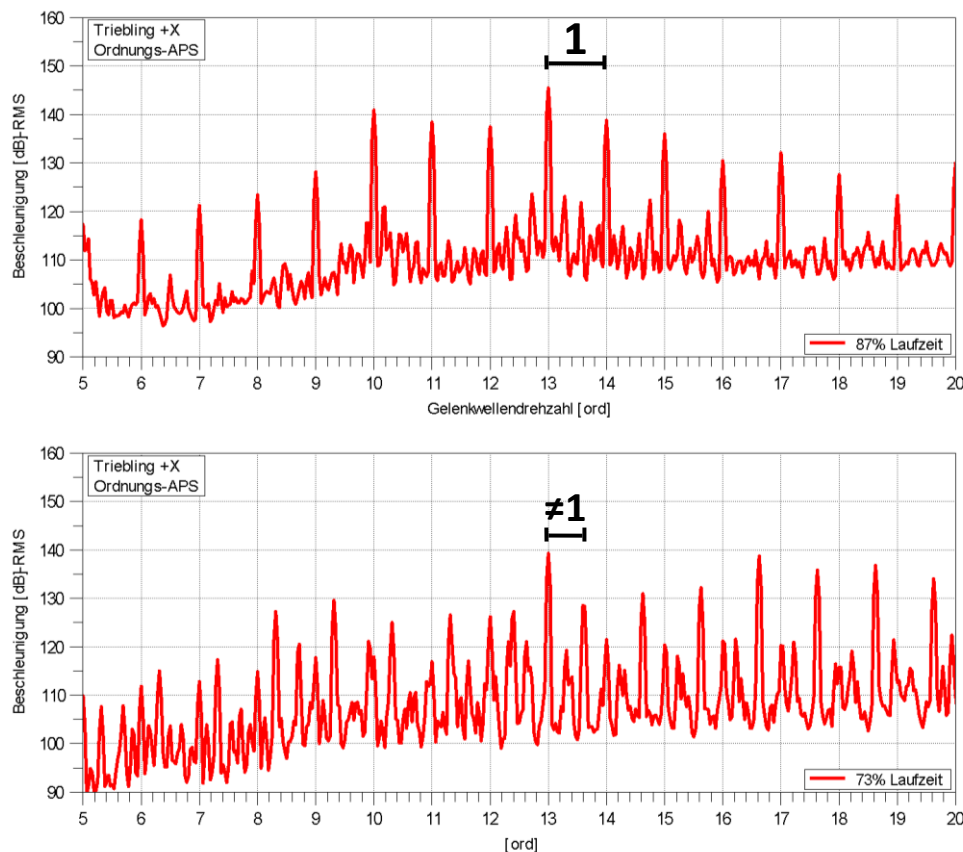 160
150
140
130
120
110
100
90
Beschleunigung [dB]-RMS
Triebling +X
Ordnungs-APS
1
87% Laufzeit
5 6 7 8 9 10 11 12 13 14 15 16 17 18 19 20
Gelenkwellendrehzahl [ord]
160
150
140
130
120
110
100
90
Beschleunigung [dB]-RMS
Triebling +X
Ordnungs-APS
≠1
73% Laufzeit
5 6 7 8 9 10 11 12 13 14 15 16 17 18 19 20
[ord]